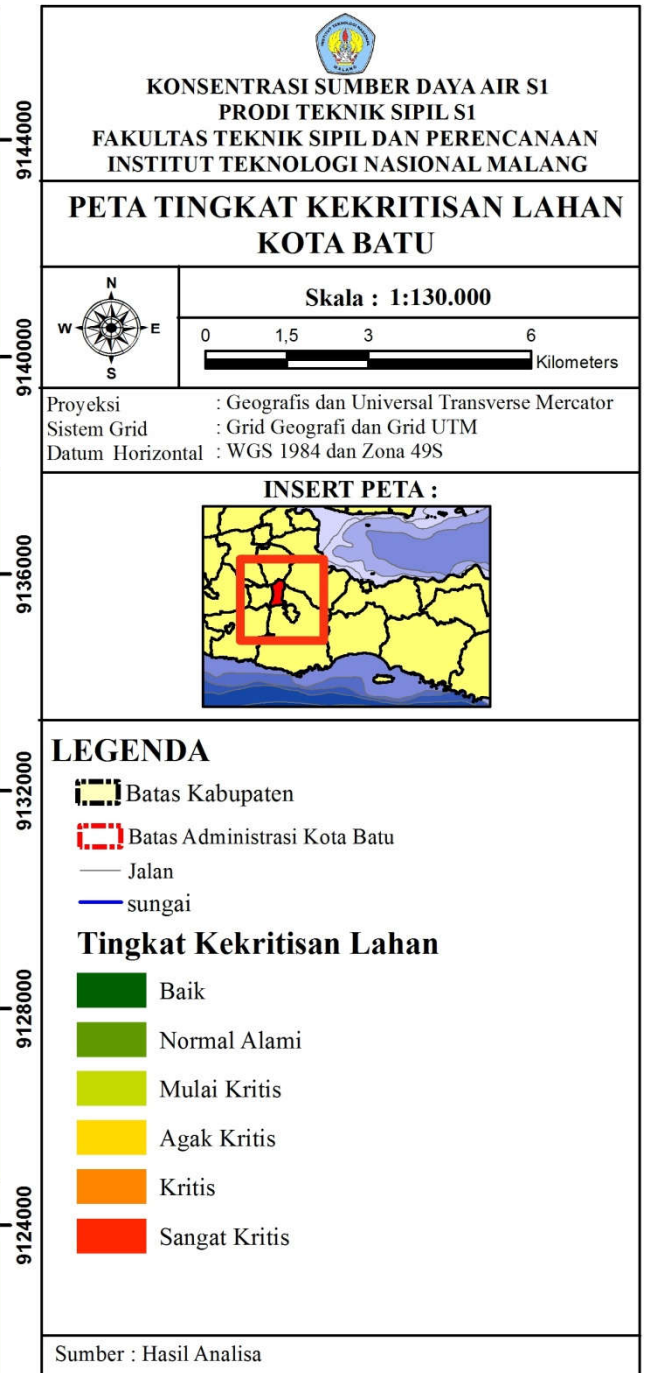 KONSENTRASI SUMBER DAYA AIR S1
PRODI TEKNIK SIPIL S1
FAKULTAS TEKNIK SIPIL DAN PERENCANAAN
INSTITUT TEKNOLOGI NASIONAL MALANG
PETA TINGKAT KEKRITISAN LAHAN
KOTA BATU
N
W E
S
Skala : 1:130.000
0 1,5 3 6
Kilometers
Proyeksi : Geografis dan Universal Transverse Mercator
Sistem Grid : Grid Geografi dan Grid UTM
Datum Horizontal : WGS 1984 dan Zona 49S
INSERT PETA :
LEGENDA
Batas Kabupaten
Batas Administrasi Kota Batu
Jalan
sungai
Tingkat Kekritisan Lahan
Baik
Normal Alami
Mulai Kritis
Agak Kritis
Kritis
Sangat Kritis
Sumber : Hasil Analisa
9144000
9140000
9136000
9132000
9128000
9124000